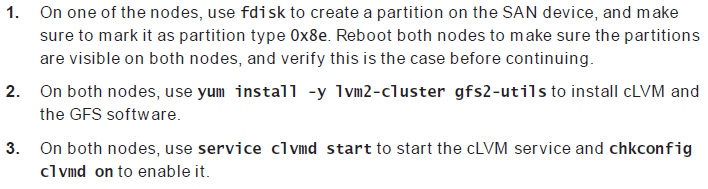 1. On one of the nodes, use fdisk to create a partition on the SAN device, and make
sure to mark it as partition type 0x8e. Reboot both nodes to make sure the partitions
are visible on both nodes, and verify this is the case before continuing.
2. On both nodes, use yum install -y lvm2-cluster gfs2-utils to install cLVM and
the GFS software.
3. On both nodes, use service clvmd start to start the cLVM service and chkconfig
clvmd on to enable it.